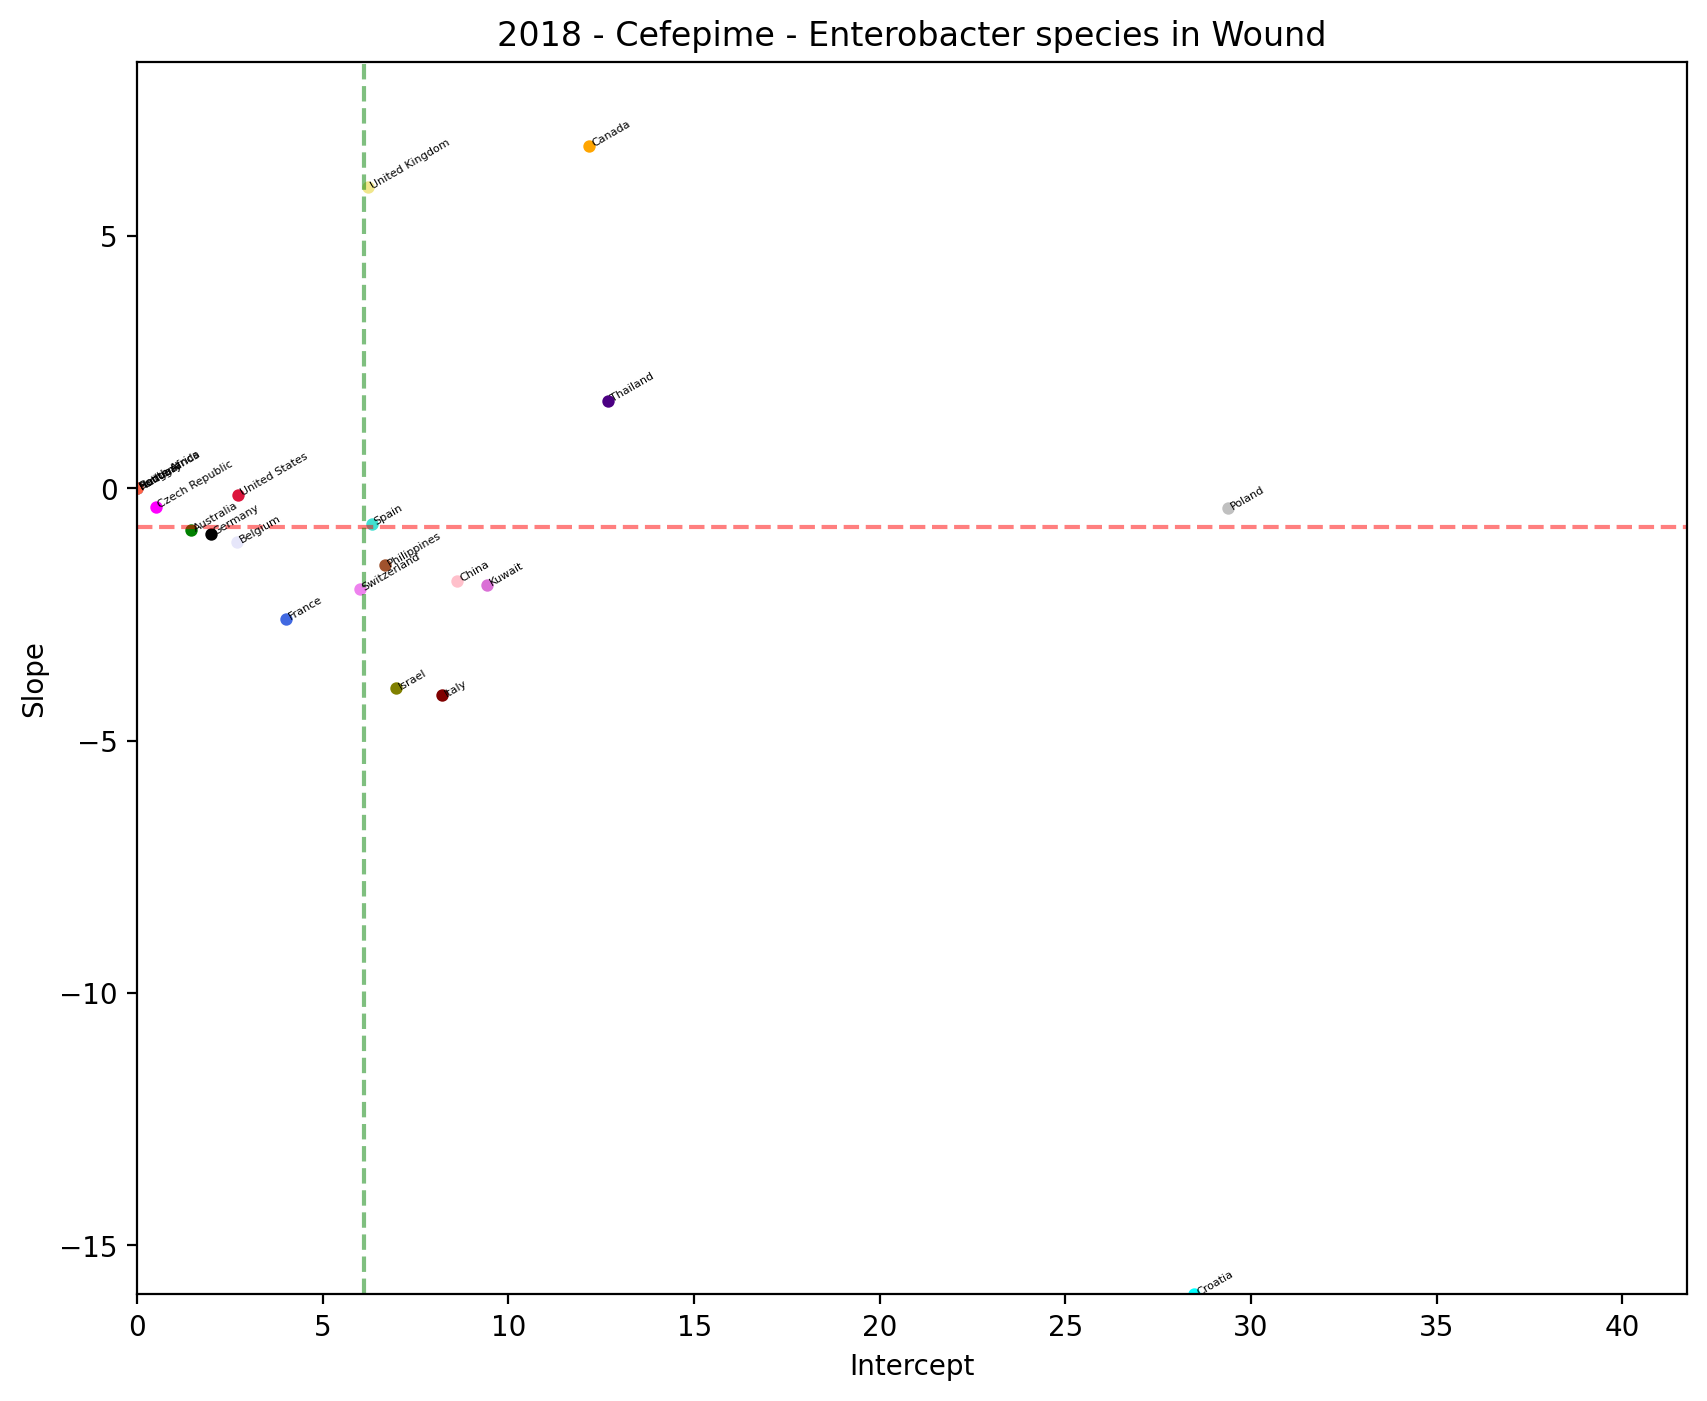 2018 - Cefepime - Enterobacter species in Wound
Canada
United Kingdom
5
Thailand
0
Czech Republic
United States
Poland
Australia
Germany
Belgium
Spain
Philippines
Switzerland
China
Kuwait
France
Israel
Italy
Slope
−5
−10
−15
Croatia
0
5
10
15
20
25
30
35
40
Intercept